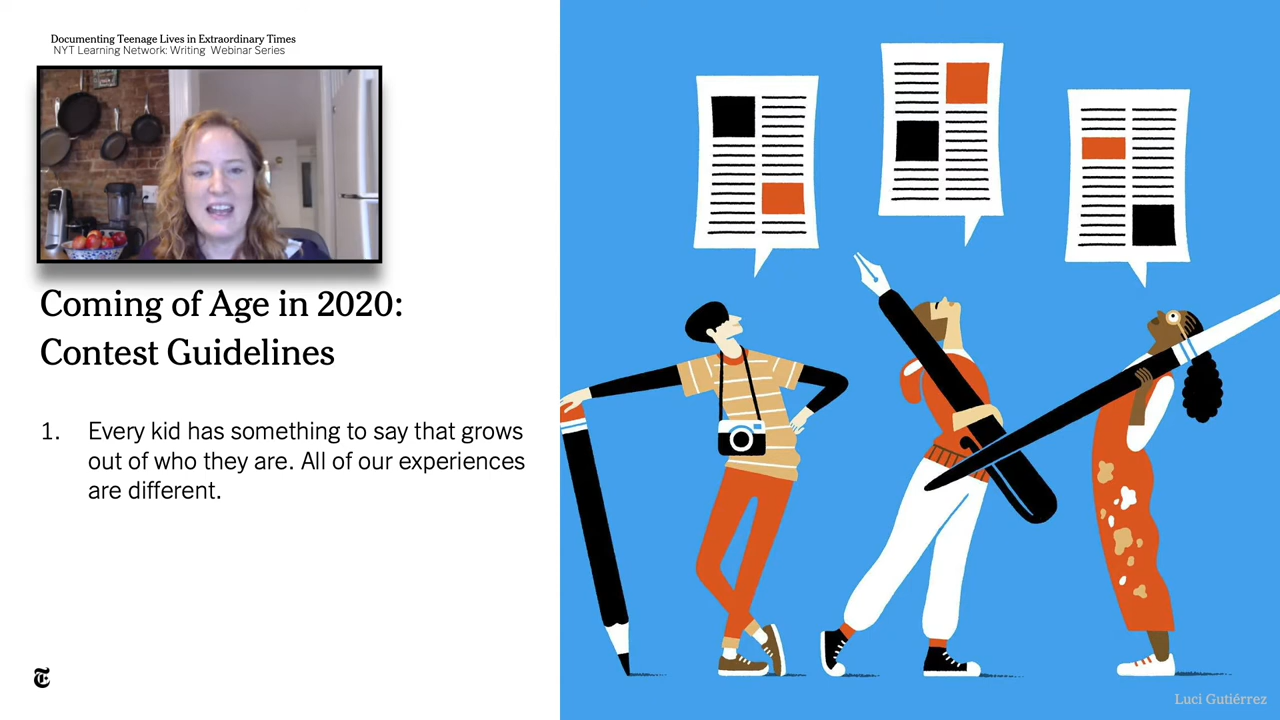 Documenting Teenage Lives in Extraordinary Times
NYT Learning Network: Writing Webinar Series
Coming of Age in 2020:
Contest Guidelines
1. Every kid has something to say that grows
out of who they are. All of our experiences
are different.
Luci Gutiérrez